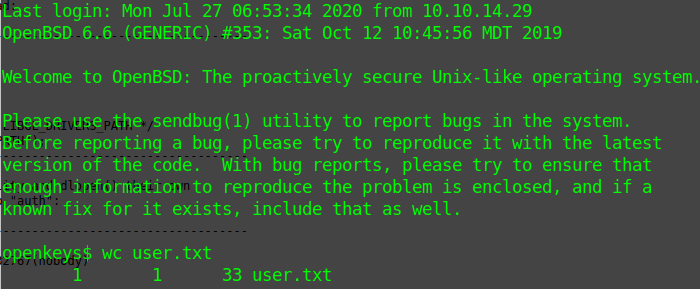 Last login: Mon Jul 27 06:53:34 2020 from 10.10.14.29
OpenBSD 6.6 (GENERIC) #353: Sat Oct 12 10:45:56 MDT 2019
Welcome to OpenBSD: The proactively secure Unix-like operating system.
Please use the sendbug(1) utility to report bugs in the system.
Before reporting a bug, please try to reproduce it with the latest
version of the code.  With bug reports, please try to ensure that
enough information to reproduce the problem is enclosed, and if a
known fix for it exists, include that as well.
"auth":
openkeys$ wc user.txt
(nobody)
1       1      33 user.txt